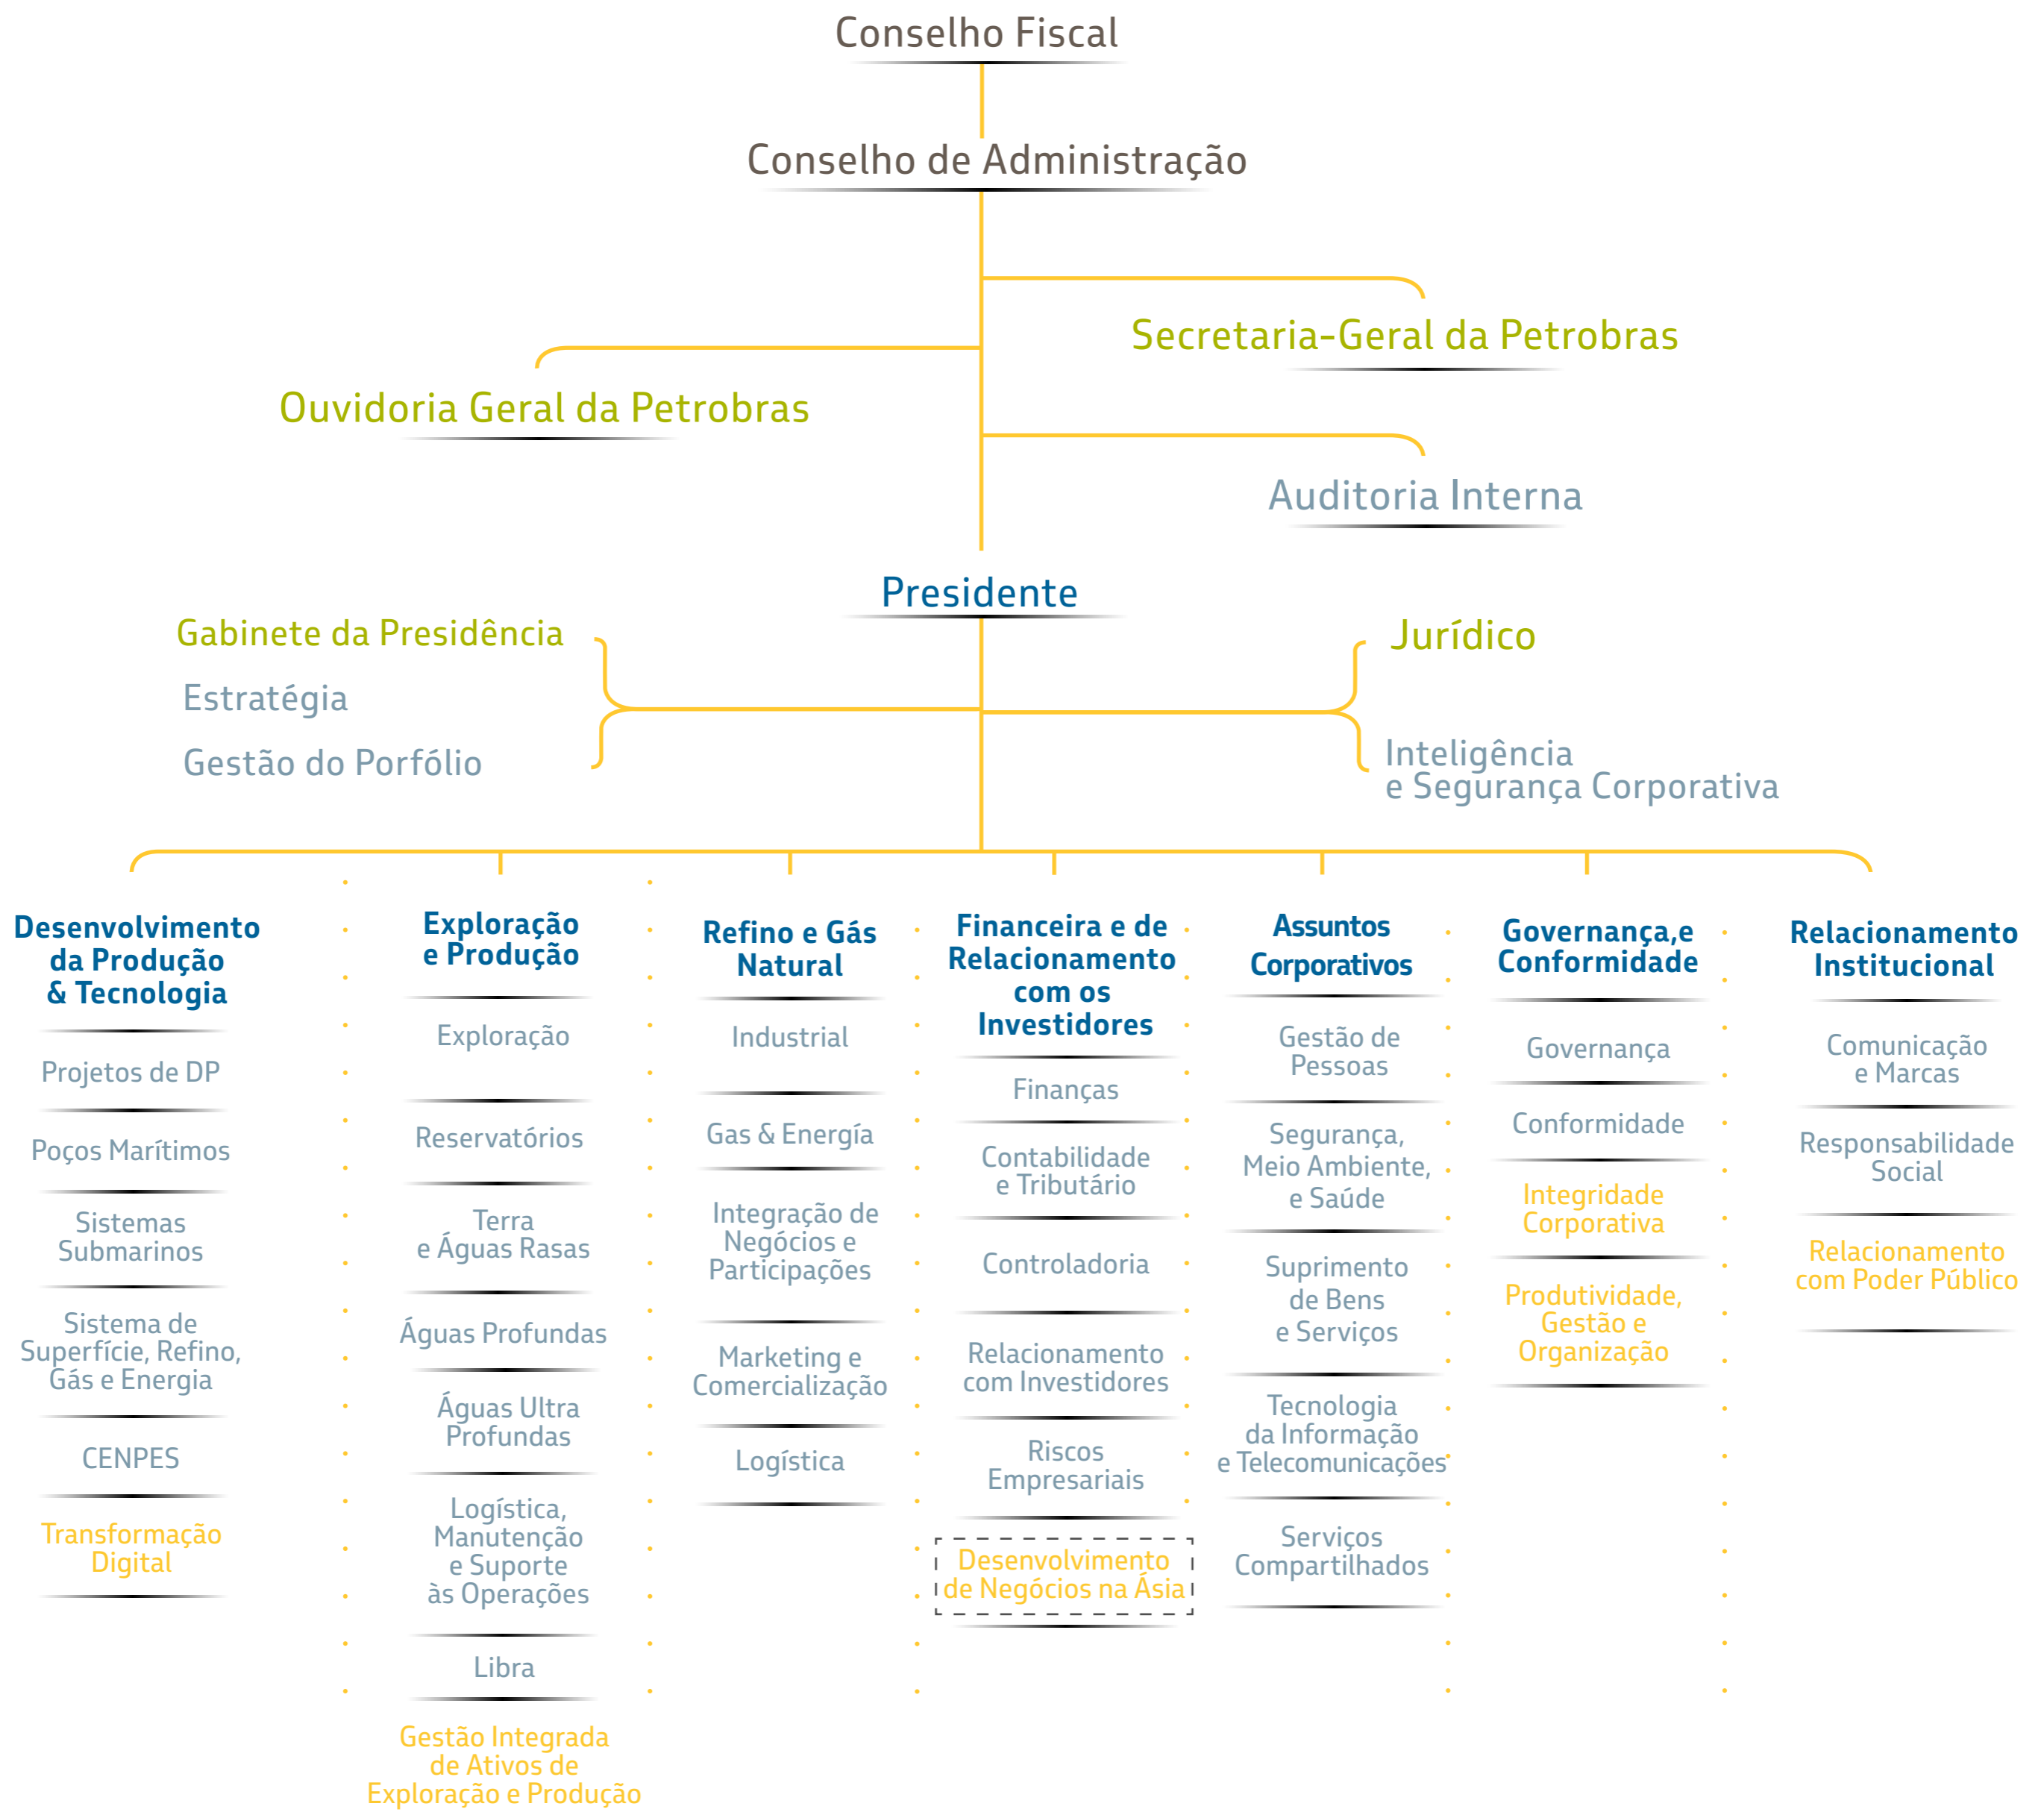 Conselho Fiscal
Conselho de Administração
Secretaria-Geral da Petrobras
Ouvidoria Geral da Petrobras
Auditoria Interna
Presidente
Gabinete da Presidência
Estratégia
Gestão do Porfólio
Jurídico
Inteligência
e Segurança Corporativa
Desenvolvimento
da Produção
& Tecnologia
Projetos de DP
Poços Marítimos
Sistemas
Submarinos
Sistema de
Superfície, Refino,
Gás e Energia
CENPES
Transformação
Digital
Exploração
e Produção
Exploração
Reservatórios
Terra
e Águas Rasas
Águas Profundas
Águas Ultra
Profundas
Logística,
Manutenção
e Suporte
às Operações
Libra
Gestão Integrada
de Ativos de
Exploração e Produção
Refino e Gás
Natural
Industrial
Gas & Energía
Integração de
Negócios e
Participações
Marketing e
Comercialização
Logística
Financeira e de
Relacionamento
com os
Investidores
Finanças
Contabilidade
e Tributário
Controladoria
Relacionamento
com Investidores
Riscos
Empresariais
Desenvolvimento
de Negócios na Ásia
Assuntos
Corporativos
Gestão de
Pessoas
Segurança,
Meio Ambiente,
e Saúde
Suprimento
de Bens
e Serviços
Tecnologia
da Informação
e Telecomunicações
Serviços
Compartilhados
Governança,e
Conformidade
Governança
Conformidade
Integridade
Corporativa
Produtividade,
Gestão e
Organização
Relacionamento
Institucional
Comunicação
e Marcas
Responsabilidade
Social
Relacionamento
com Poder Público